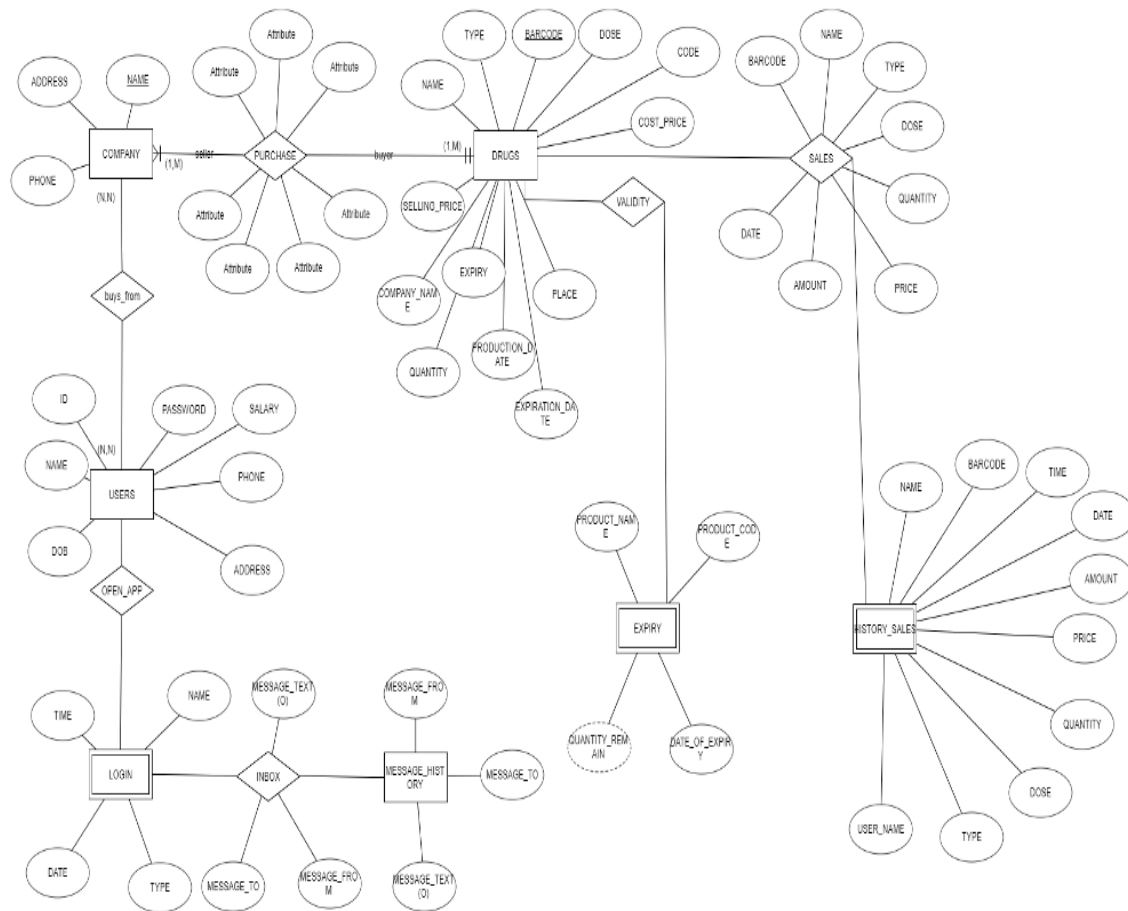 Attribute
NAME
TYPE
BARCODE
DOSE
ADDRESS
NAME
Attribute
Attribute
CODE
BARCODE
TYPE
NAME
COST_PRICE
DOSE
COMPANY
seller
PURCHASE
buyer
(1,M)
(1,M)
DRUGS
SALES
PHONE
(N,N)
Attribute
Attribute
Attribute
Attribute
SELLING_PRICE
VALIDITY
QUANTITY
DATE
buys_from
COMPANY_NA
ME
EXPIRY
PLACE
AMOUNT
PRICE
QUANTITY
PRODUCTION_D
ATE
EXPIRATION_DA
TE
ID
PASSWORD
SALARY
(N,N)
NAME
USERS
PHONE
DOB
ADDRESS
OPEN_APP
NAME
BARCODE
TIME
DATE
PRODUCT_NAM
E
PRODUCT_COD
E
AMOUNT
EXPIRY
HISTORY_SALES
PRICE
QUANTITY
QUANTITY_REM
AIN
DATE_OF_EXPIR
Y
DOSE
USER_NAME
TYPE
TIME
NAME
MESSAGE_TEXT
(O)
MESSAGE_FRO
M
LOGIN
INBOX
MESSAGE_HIST
ORY
MESSAGE_TO
DATE
TYPE
MESSAGE_TO
MESSAGE_FRO
M
MESSAGE_TEXT
(O)